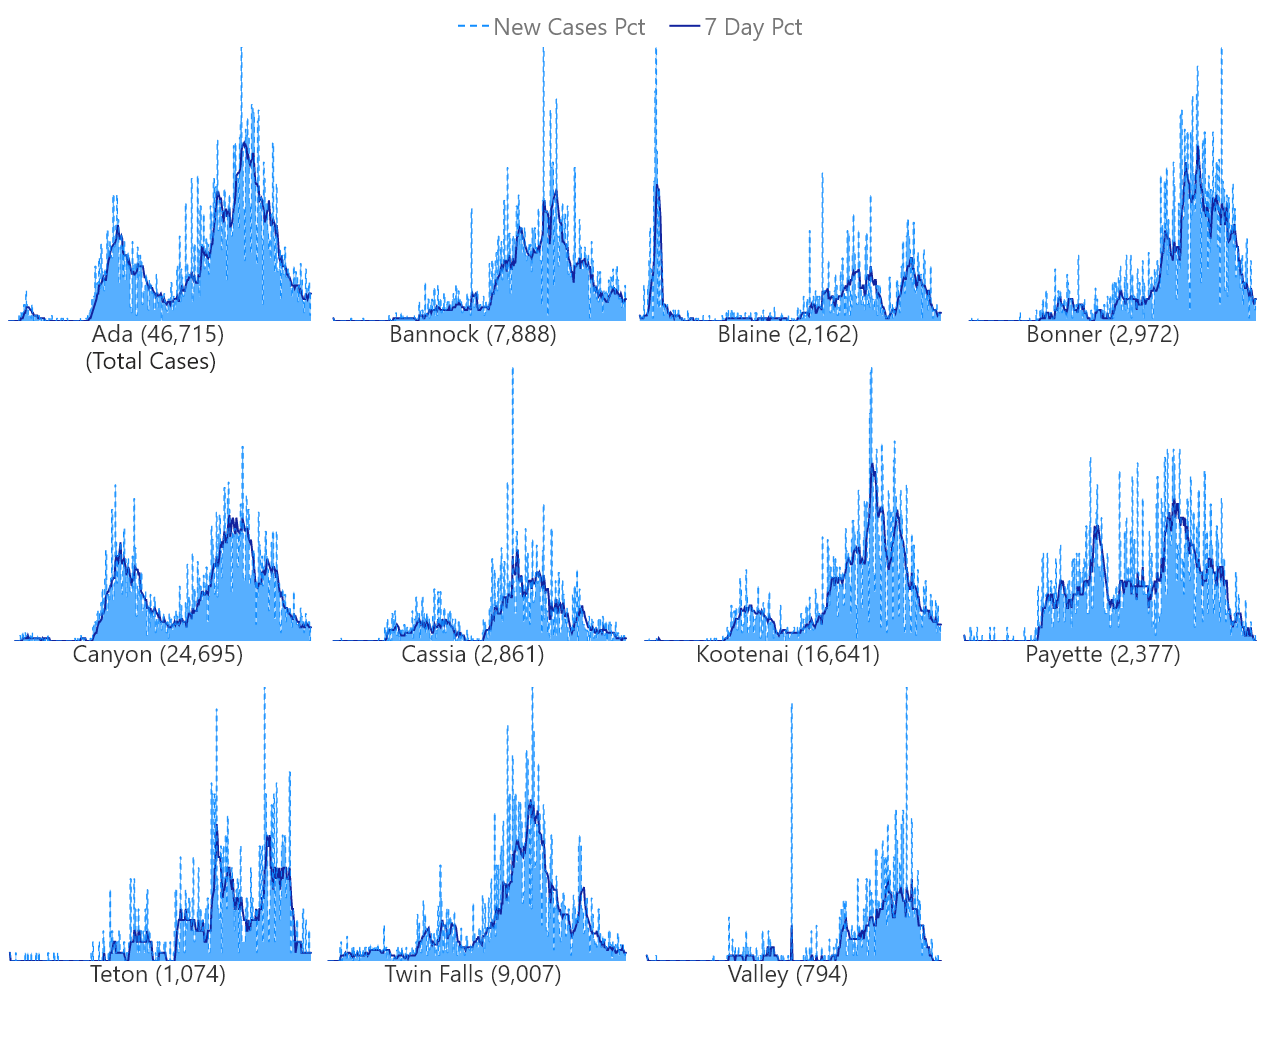 New Cases Pct 7 Day Pct
Ada (46,715) Bannock (7,888) Blaine (2,162) Bonner (2,972)
(Total Cases)
Canyon (24,695) Cassia (2,861) Kootenai (16,641) Payette (2,377)
Teton (1,074) Twin Falls (9,007) Valley (794)